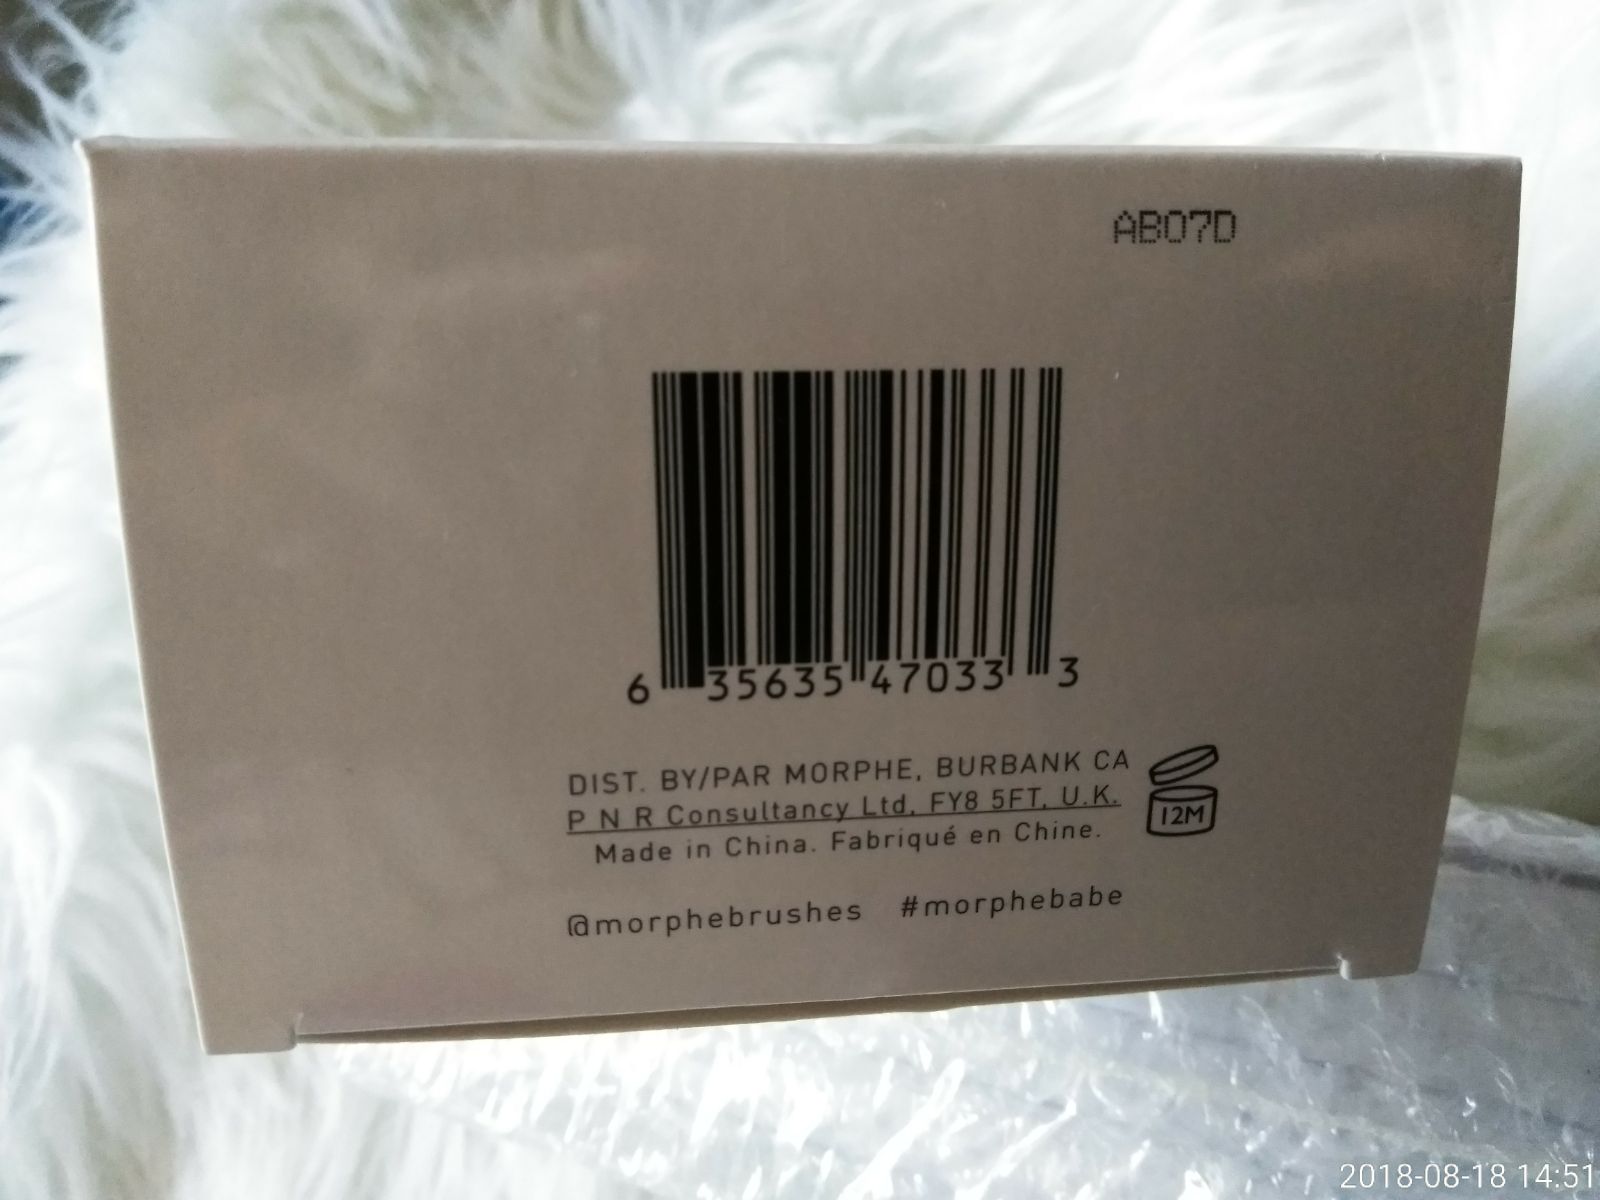 AB07D
6 35635 47033 3
DIST. BY/PAR MORPHE, BURBANK CA
P N R Consultancy Ltd, FY8 5FT, U.K.
12M
Made in China. Fabriqué en Chine.
@morphebrushes #morphebabe
2018-08-18 14:51